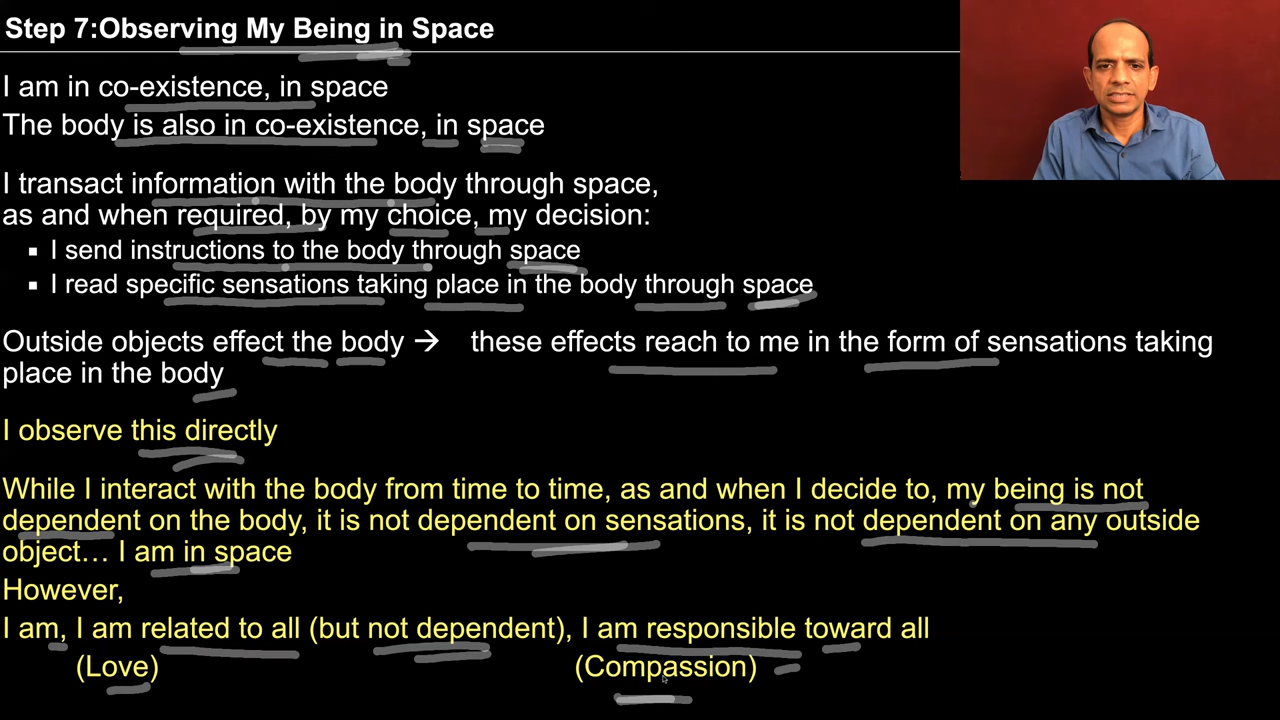 Step 7:Observing My Being in Space
I am in co-existence, in space
The body is also in co-existence, in space
I transact information with the body through space,
as and when required, by my choice, my decision:
▪ I send instructions to the body through space
▪ I read specific sensations taking place in the body through space
Outside objects effect the body → these effects reach to me in the form of sensations taking
place in the body
I observe this directly
While I interact with the body from time to time, as and when I decide to, my being is not
dependent on the body, it is not dependent on sensations, it is not dependent on any outside
object… I am in space
However,
I am, I am related to all (but not dependent), I am responsible toward all
(Love) (Compassion)